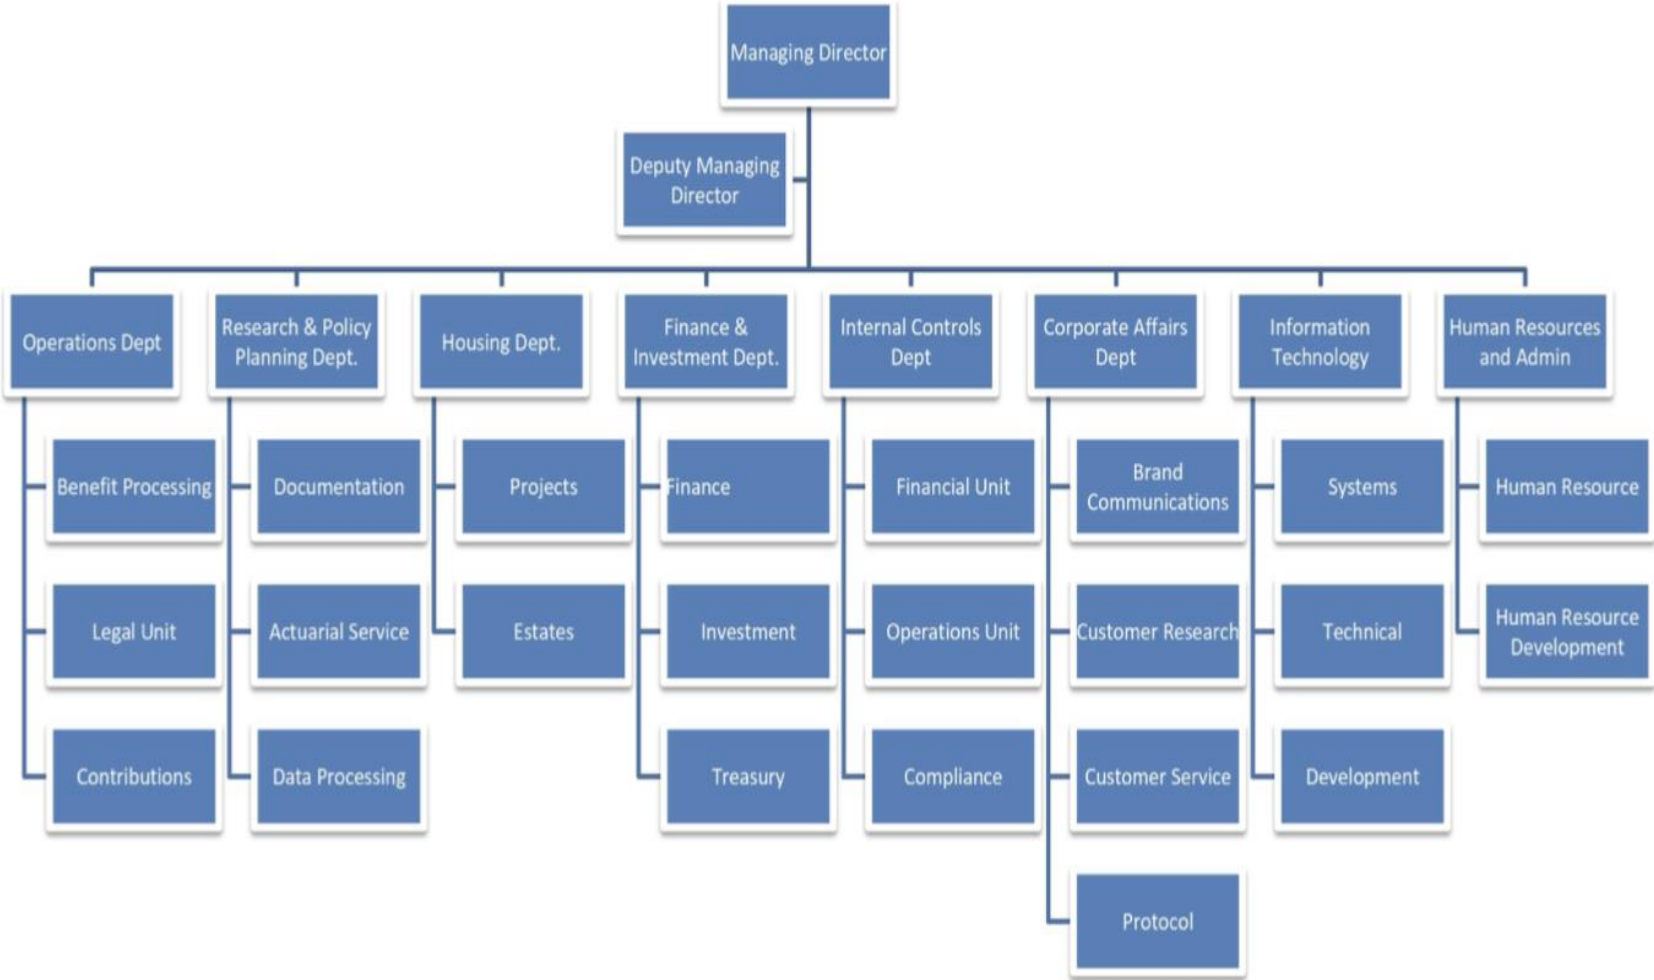 Managing Director
Deputy Managing
Director
Operations Dept
Research & Policy
Planning Dept.
Housing Dept.
Finance &
Investment Dept.
Internal Controls
Dept
Corporate Affairs
Dept
Information
Technology
Human Resources
and Admin
Benefit Processing
Documentation
Projects
Finance
Financial Unit
Brand
Communications
Systems
Human Resource
Legal Unit
Actuarial Service
Estates
Investment
Operations Unit
Customer Research
Technical
Human Resource
Development
Contributions
Data Processing
Treasury
Compliance
Customer Service
Development
Protocol